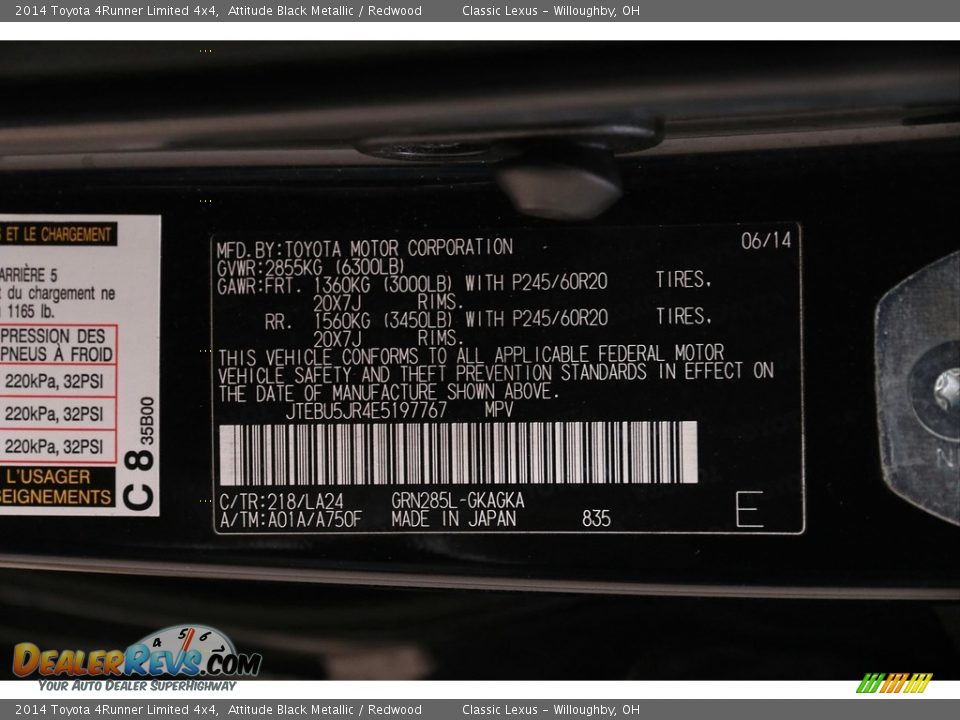 2014 Toyota 4Runner Limited 4x4, Attitude Black Metallic / Redwood Classic Lexus - Willoughby, OH
ET LE CHARGEMENT
ARRIÈRE 5
du chargement ne
1165 lb.
PRESSION DES
PNEUS À FROID
220kPa, 32PSI
220kPa, 32PSI
220kPa, 32PSI
L'USAGER
SEIGNEMENTS
C 8 35B00
MFD.BY:TOYOTA MOTOR CORPORATION 06/14
GVWR:2855KG (6300LB)
GAWR:FRT. 1360KG (3000LB) WITH P245/60R20 TIRES,
20X7J RIMS.
RR. 1560KG (3450LB) WITH P245/60R20 TIRES,
20X7J RIMS.
THIS VEHICLE CONFORMS TO ALL APPLICABLE FEDERAL MOTOR
VEHICLE SAFETY AND THEFT PREVENTION STANDARDS IN EFFECT ON
THE DATE OF MANUFACTURE SHOWN ABOVE.
JTEBU5JR4E5197767 MPV
C/TR:218/LA24 GRN285L-GKAGKA
A/TM:A01A/A750F MADE IN JAPAN 835 E
4 5 6
DEALERREVS.COM
YOUR AUTO DEALER SUPERHIGHWAY
2014 Toyota 4Runner Limited 4x4, Attitude Black Metallic / Redwood Classic Lexus - Willoughby, OH